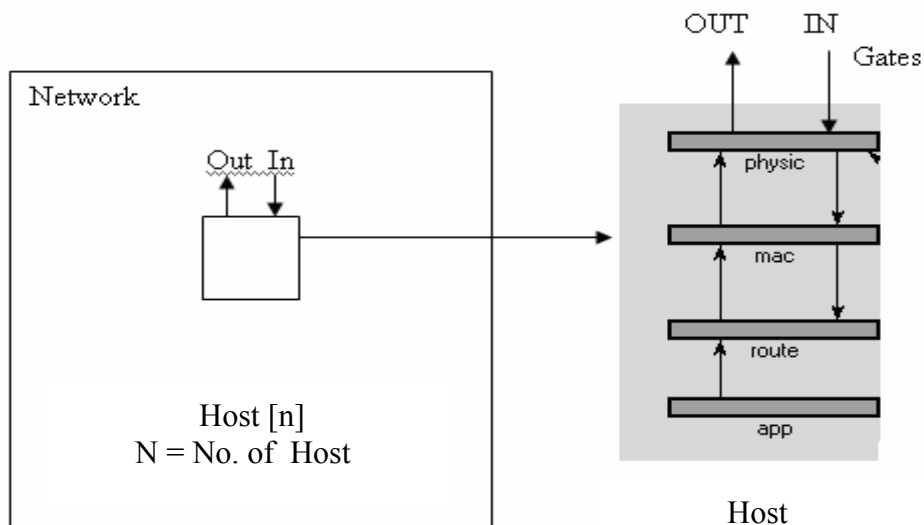 OUT IN
Gates
Network
Out In
physic
mac
route
app
Host [n]
N = No. of Host
Host